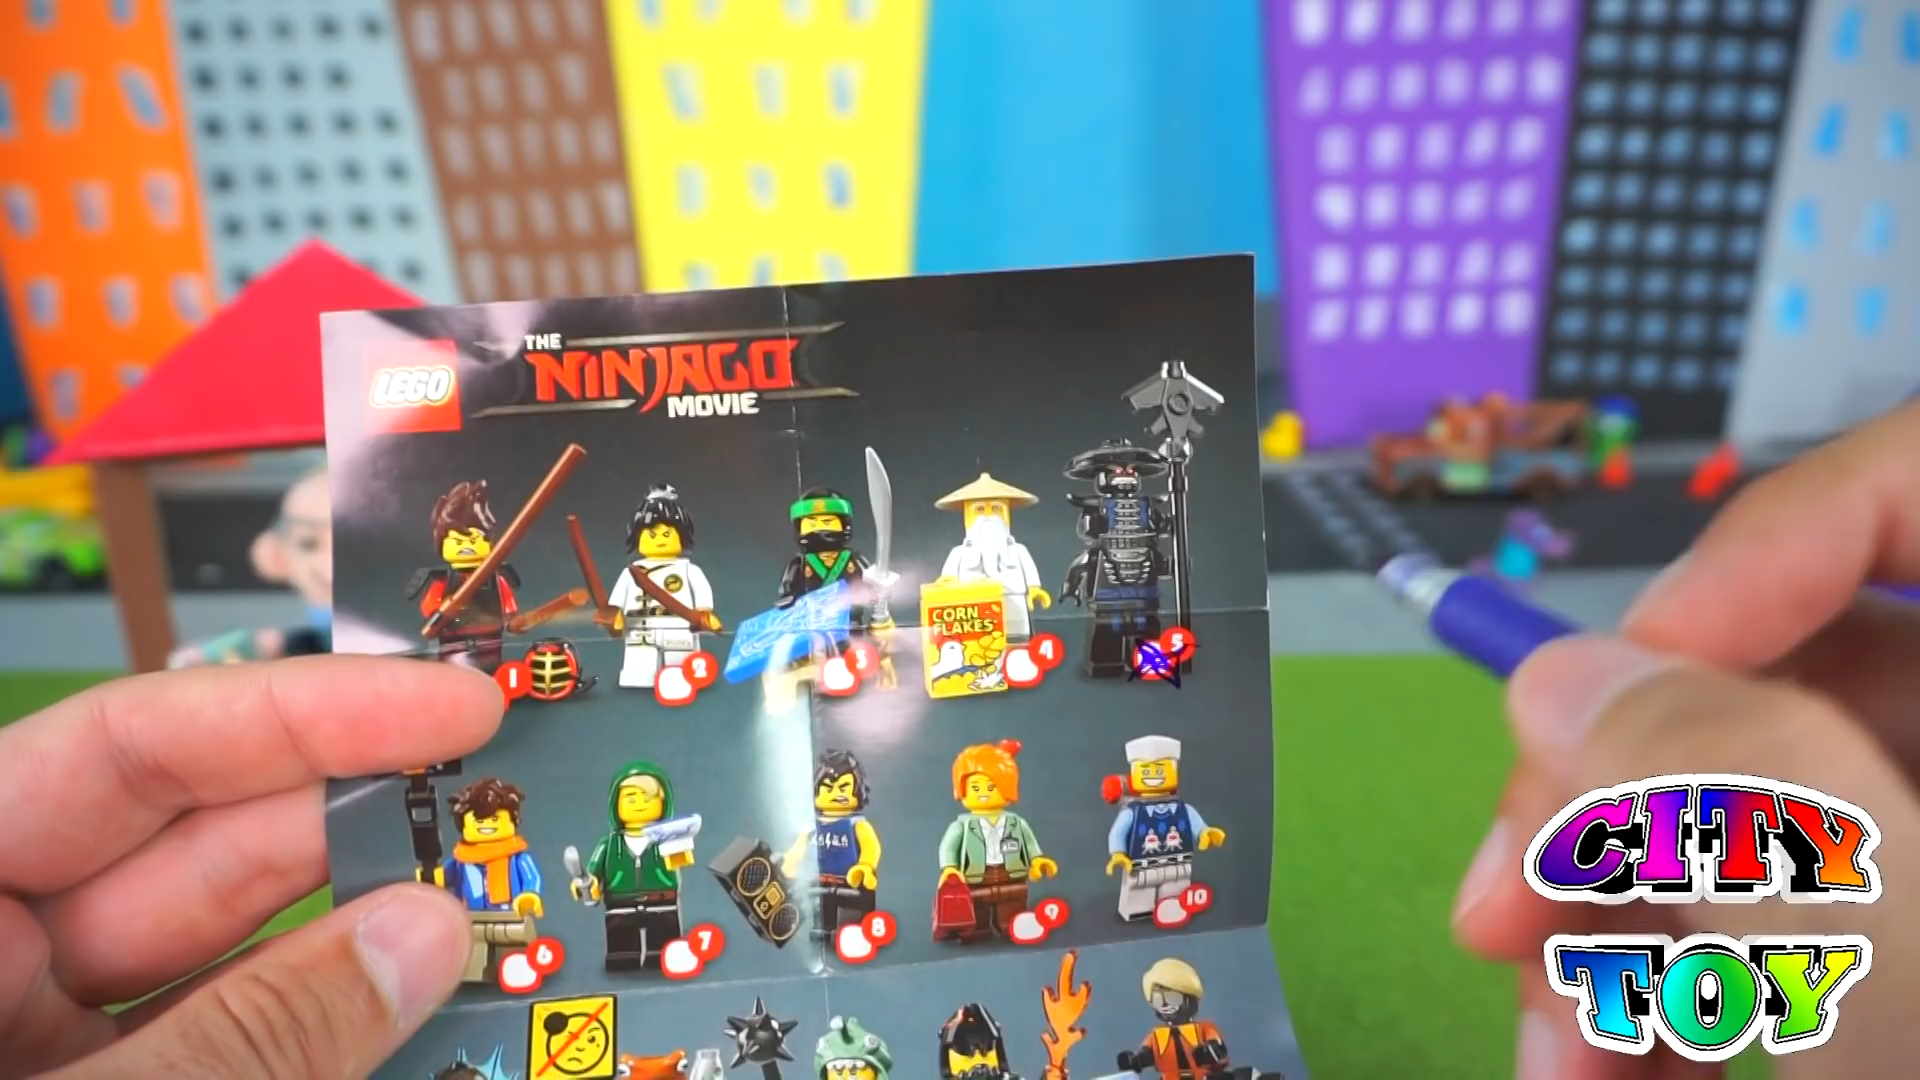 THE
LEGO NINJAGO
MOVIE
CORN
FLAKES
1 2 3 4 5
6 7 8 9 10
CITY
TOY